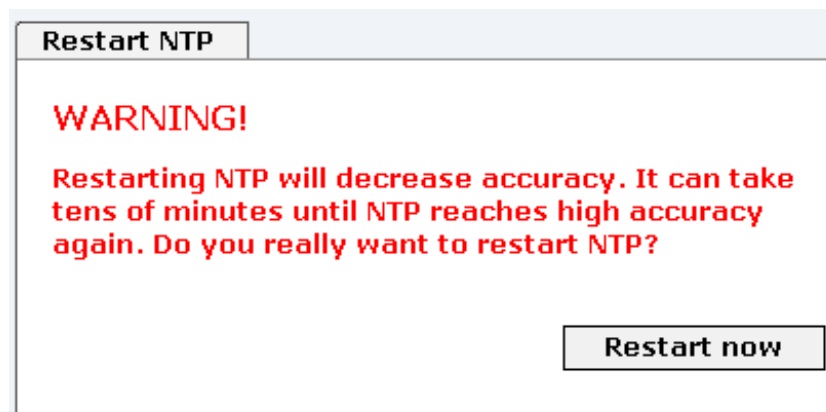 Restart NTP
WARNING!
Restarting NTP will decrease accuracy. It can take
tens of minutes until NTP reaches high accuracy
again. Do you really want to restart NTP?
Restart now